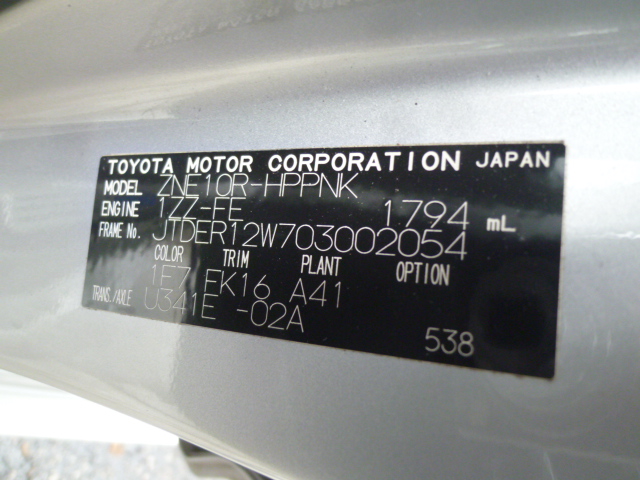 TOYOTA MOTOR CORPORATION JAPAN
MODEL ZNE10R-HPPNK
ENGINE 1ZZ-FE 1794 mL
FRAME No. JTDER12W703002054
COLOR TRIM PLANT OPTION
1F7 FK16 A41
TRANS./AXLE U341E -02A
538